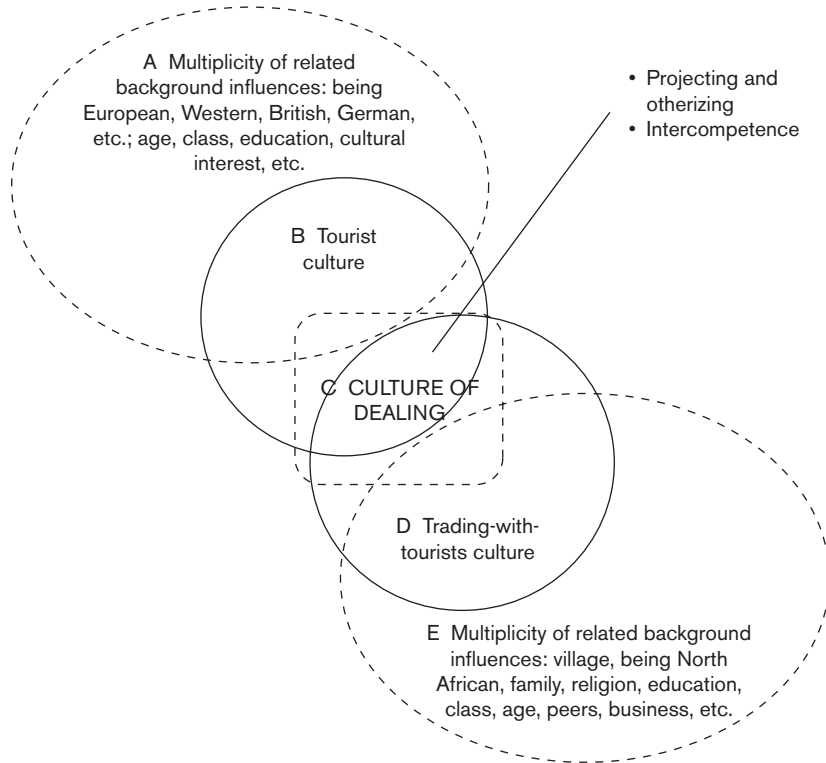 A Multiplicity of related
background influences: being
European, Western, British, German,
etc.; age, class, education, cultural
interest, etc.
• Projecting and
otherizing
• Intercompetence
B Tourist
culture
C CULTURE OF
DEALING
D Trading-with-
tourists culture
E Multiplicity of related background
influences: village, being North
African, family, religion, education,
class, age, peers, business, etc.